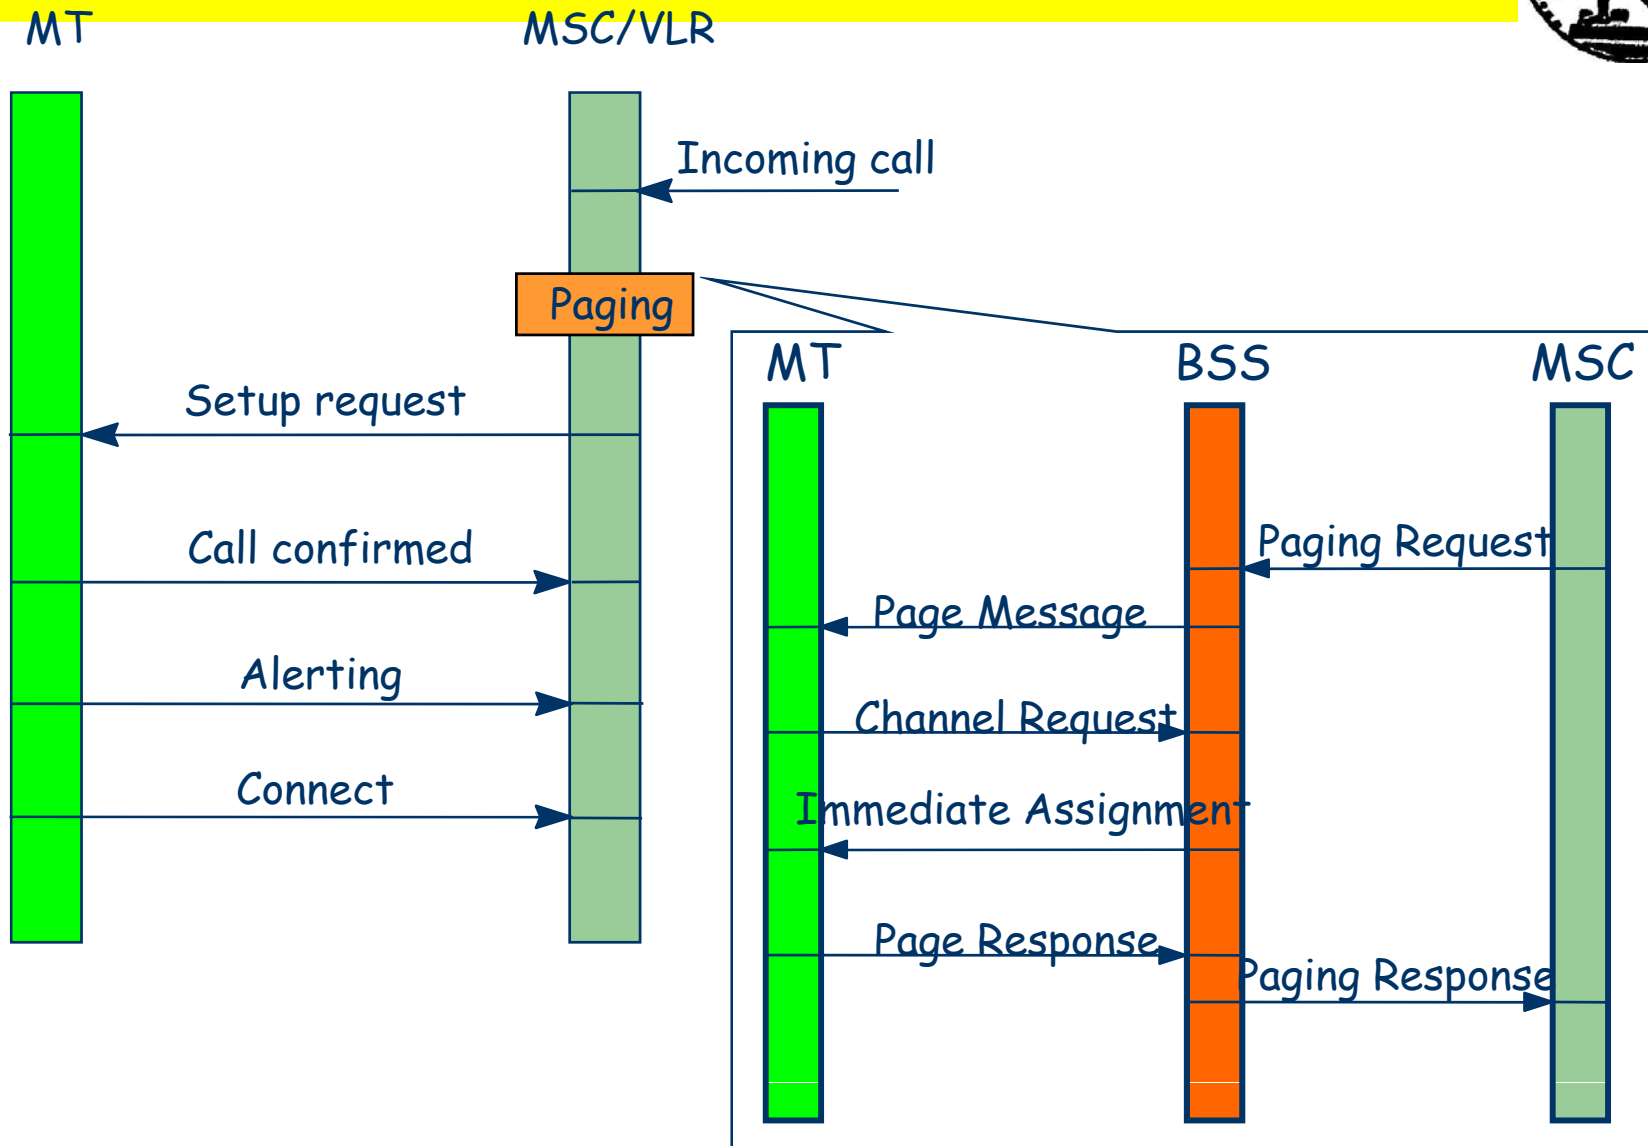 MT
MSC/VLR
Incoming call
Paging
Setup request
Call confirmed
Alerting
Connect
MT
BSS
MSC
Paging Request
Page Message
Channel Request
Immediate Assignment
Page Response
Paging Response